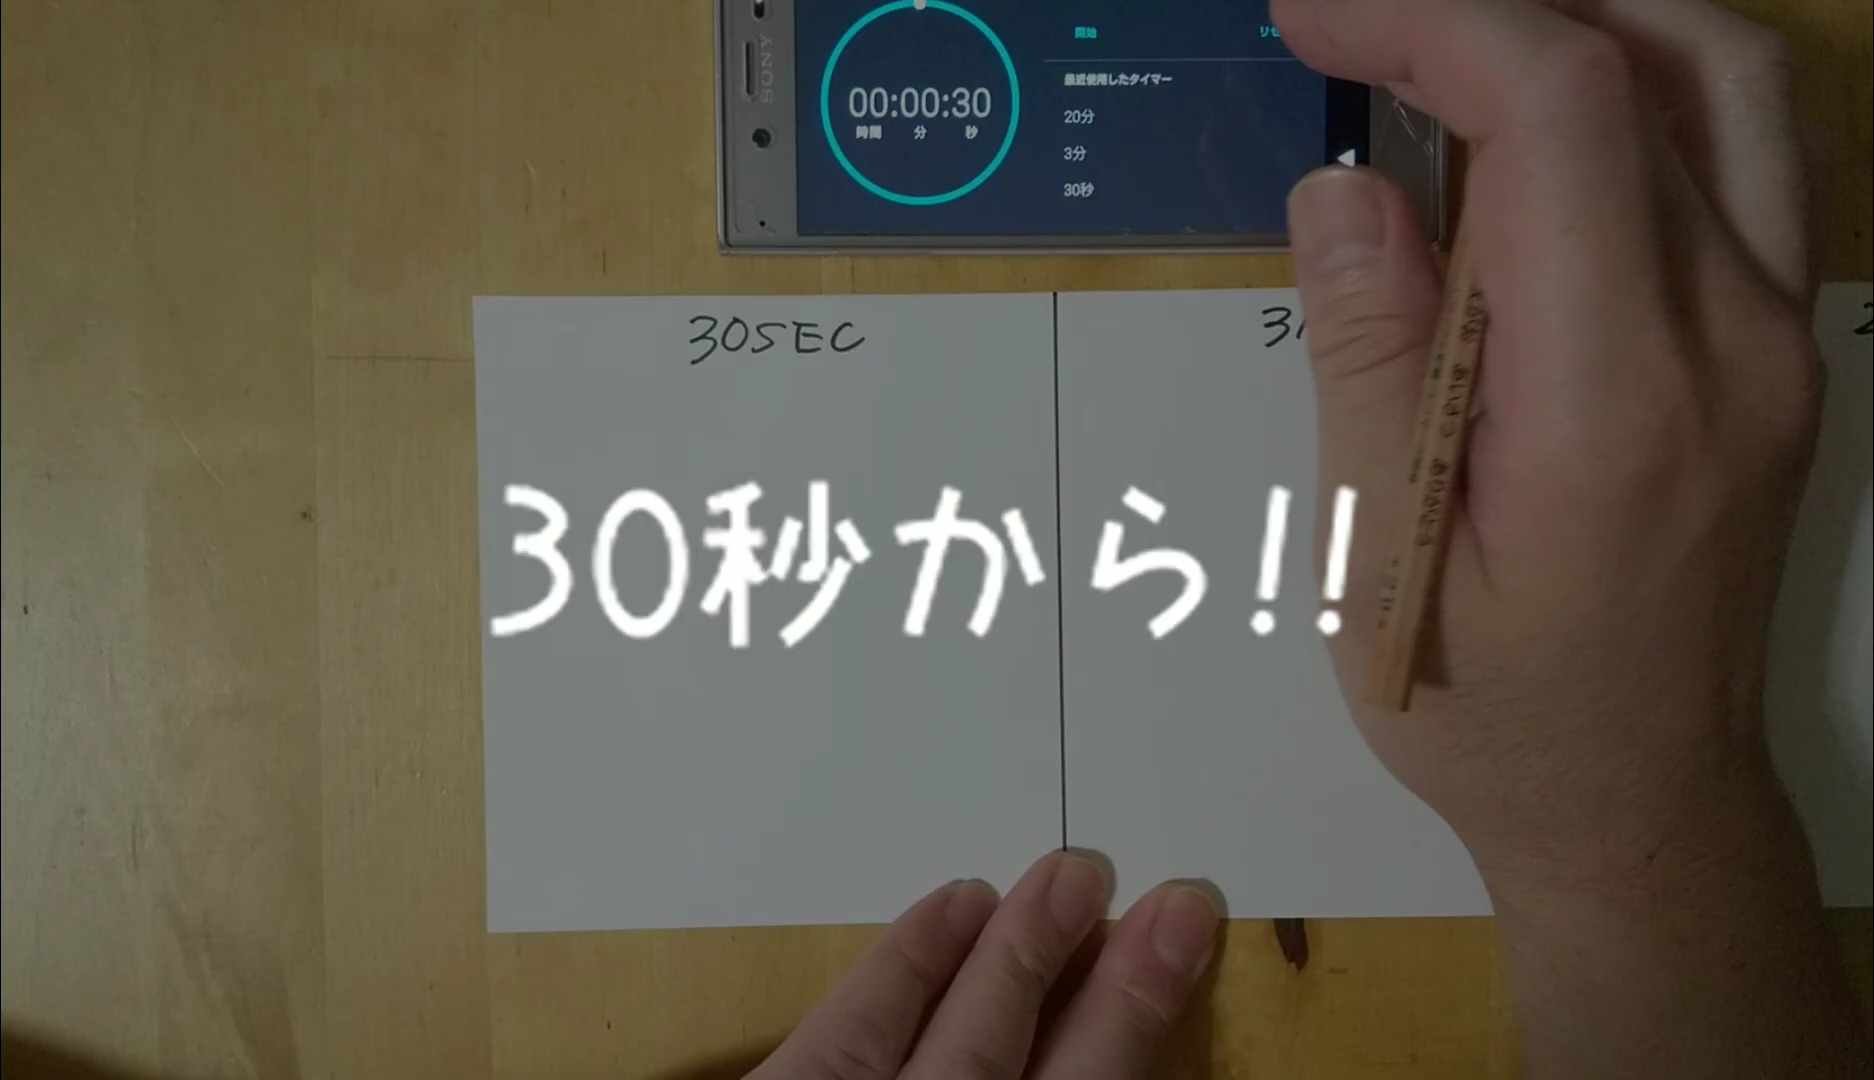 SONY
00:00:30
時間 分 秒
開始
最近使用したタイマー
20分
3分
30秒
30SEC
30秒から!!